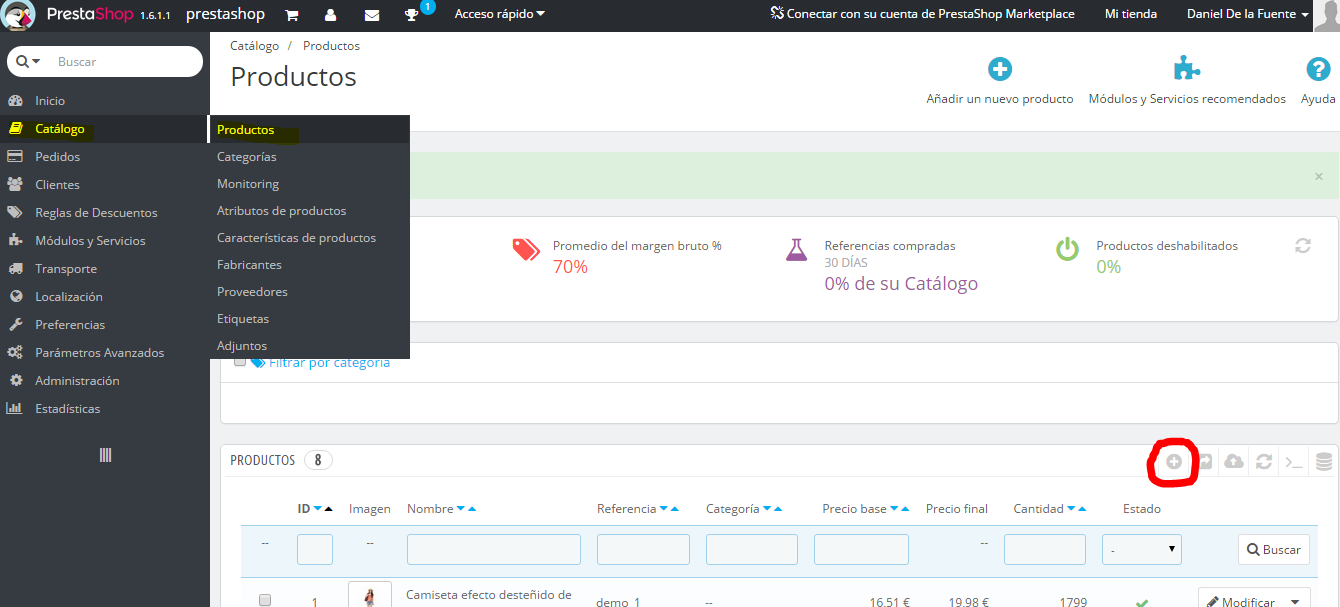 PrestaShop 1.6.1.1 prestashop 1 Acceso rápido Conectar con su cuenta de PrestaShop Marketplace Mi tienda Daniel De la Fuente
Buscar
Inicio
Catálogo
Pedidos
Clientes
Reglas de Descuentos
Módulos y Servicios
Transporte
Localización
Preferencias
Parámetros Avanzados
Administración
Estadísticas
Productos
Categorías
Monitoring
Atributos de productos
Características de productos
Fabricantes
Proveedores
Etiquetas
Adjuntos
Catálogo / Productos
Productos
Añadir un nuevo producto Módulos y Servicios recomendados Ayuda
×
Promedio del margen bruto %
70%
Referencias compradas
30 DÍAS
0% de su Catálogo
Productos deshabilitados
0%
Filtrar por categoría
PRODUCTOS 8
ID Imagen Nombre Referencia Categoría Precio base Precio final Cantidad Estado
-- -- -- - Buscar
1 Camiseta efecto desteñido de demo_1 -- 16,51 € 19,98 € 1799 Modificar